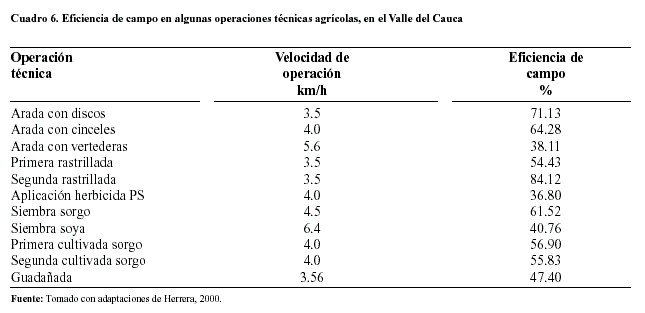 Cuadro 6. Eficiencia de campo en algunas operaciones técnicas agrícolas, en el Valle del Cauca
Operación Velocidad de Eficiencia de
técnica operación campo
km/h %
Arada con discos 3.5 71.13
Arada con cinceles 4.0 64.28
Arada con vertederas 5.6 38.11
Primera rastrillada 3.5 54.43
Segunda rastrillada 3.5 84.12
Aplicación herbicida PS 4.0 36.80
Siembra sorgo 4.5 61.52
Siembra soya 6.4 40.76
Primera cultivada sorgo 4.0 56.90
Segunda cultivada sorgo 4.0 55.83
Guadañada 3.56 47.40
Fuente: Tomado con adaptaciones de Herrera, 2000.